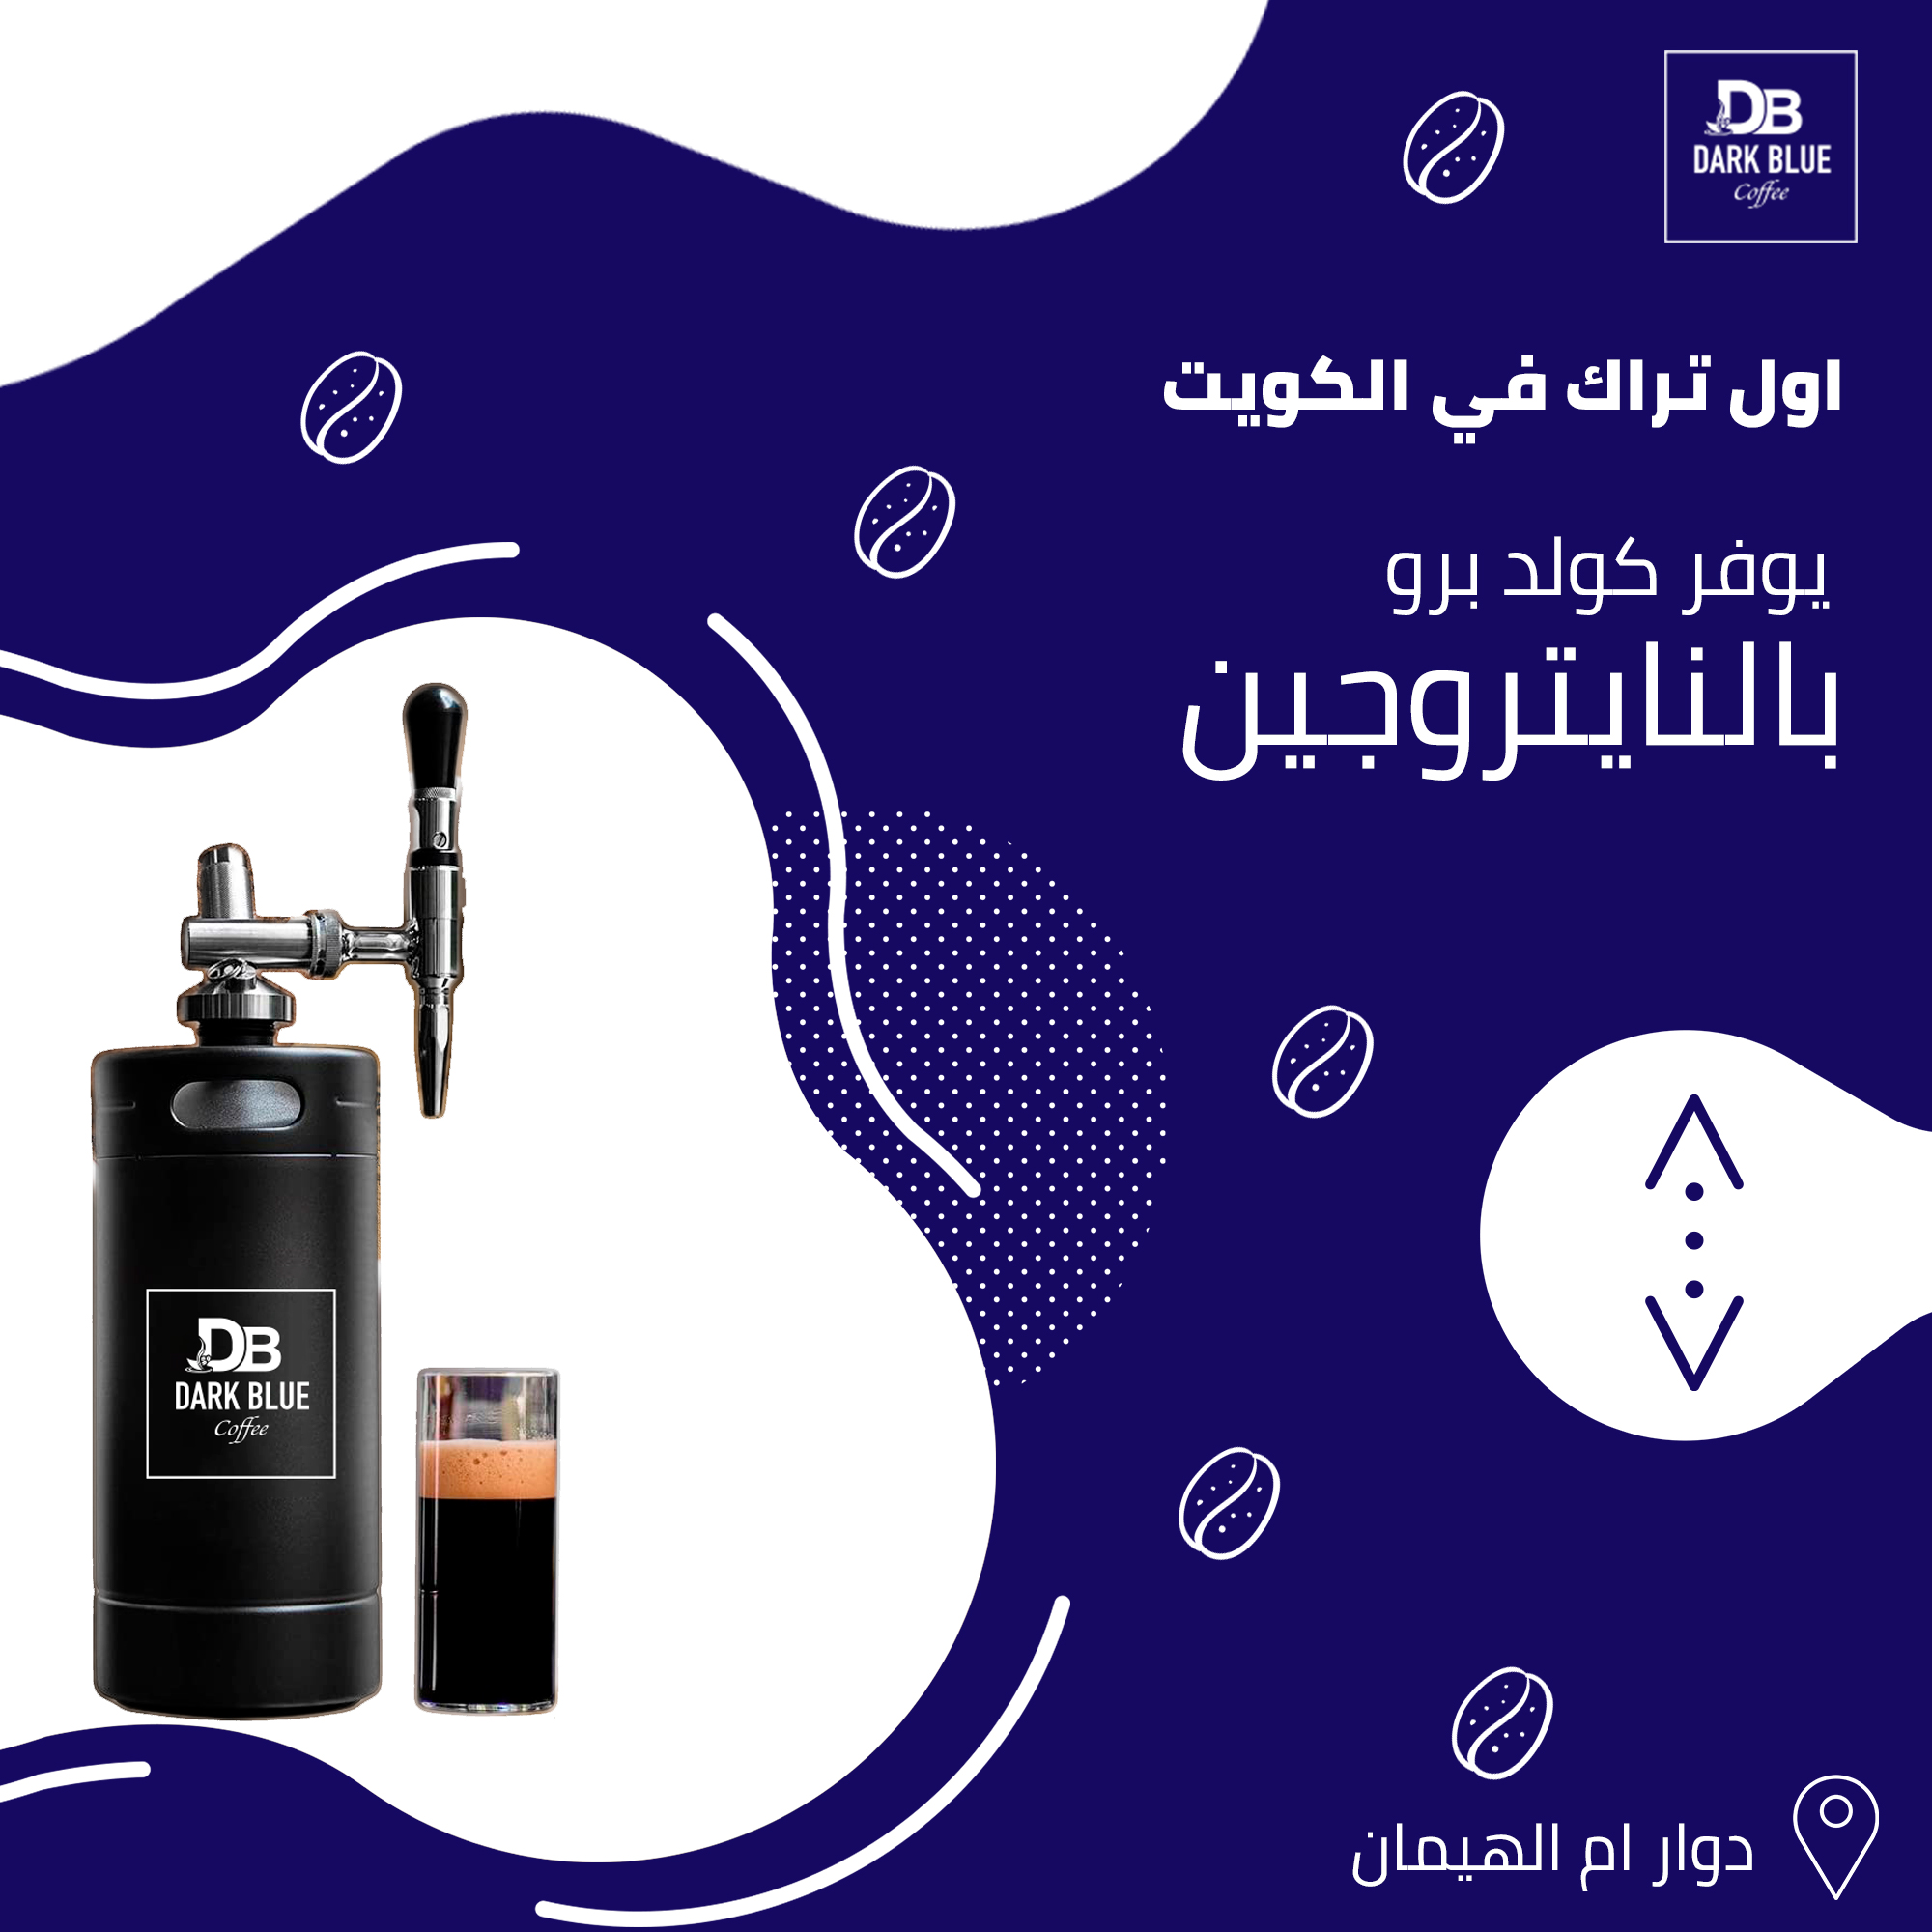 DB
DARK BLUE
Coffee
اول تراك في الكويت
يوفر كولد برو
بالنايتروجين
DB
DARK BLUE
Coffee
دوار ام الهيمان